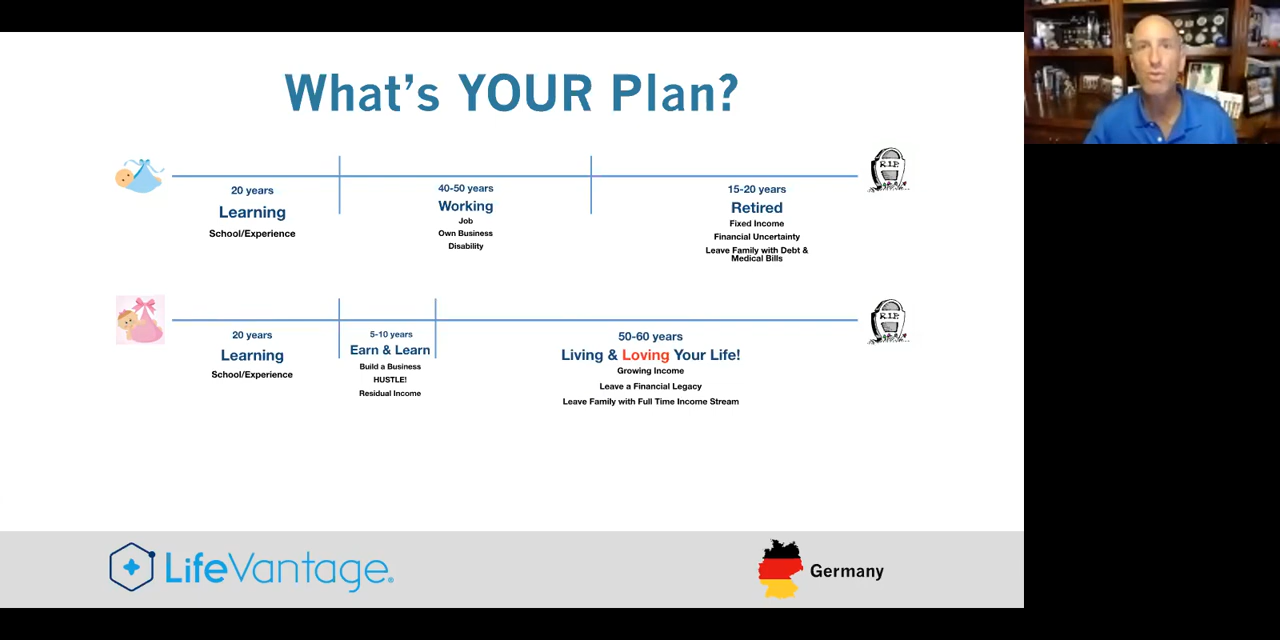 What's YOUR Plan?
R.I.P.
20 years
Learning
School/Experience
40-50 years
Working
Job
Own Business
Disability
15-20 years
Retired
Fixed Income
Financial Uncertainty
Leave Family with Debt &
Medical Bills
R.I.P.
20 years
Learning
School/Experience
5-10 years
Earn & Learn
Build a Business
HUSTLE!
Residual Income
50-60 years
Living & Loving Your Life!
Growing Income
Leave a Financial Legacy
Leave Family with Full Time Income Stream
LifeVantage®
Germany